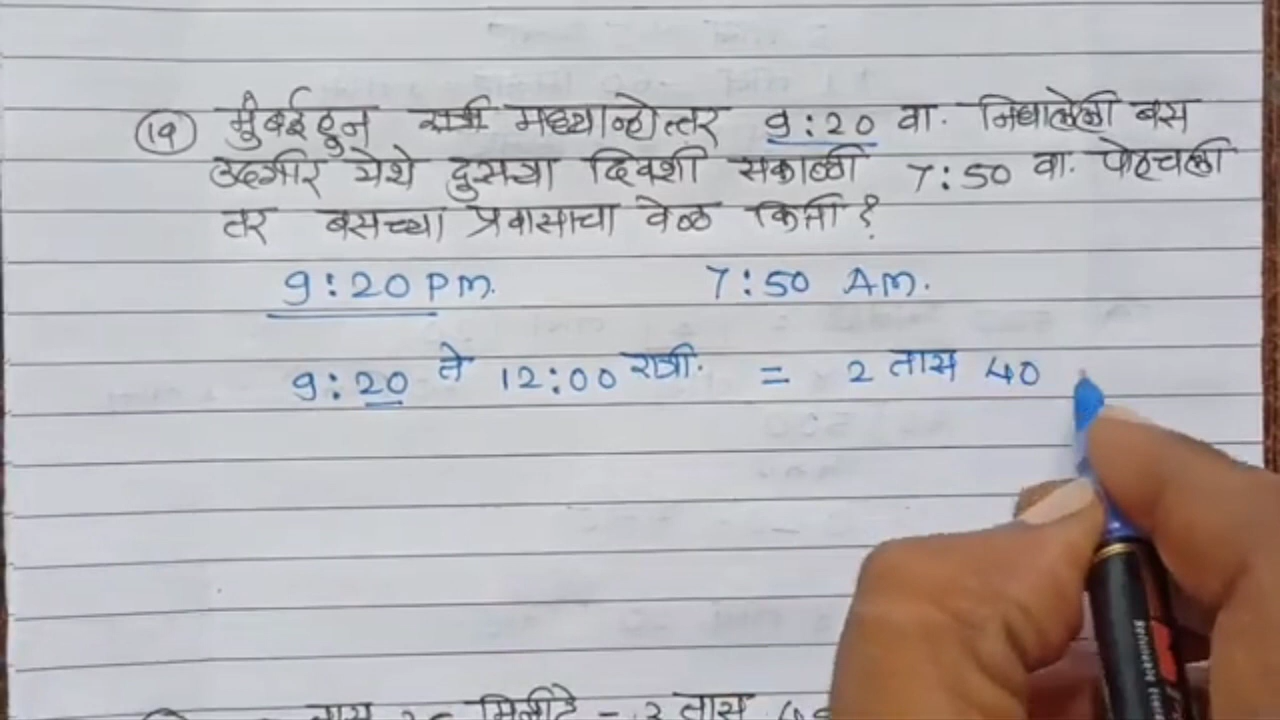 (19) मुंबईहुन रात्री मध्यान्होत्तर 9:20 वा. निघालेली बस
उदगीर येथे दुसऱ्या दिवशी सकाळी 7:50 वा. पोहचली
तर बसच्या प्रवासाचा वेळ किती?
9:20 Pm. 7:50 Am.
9:20 ते 12:00 रात्री. = 2 तास 40
तास मिनीटे - 3 तास